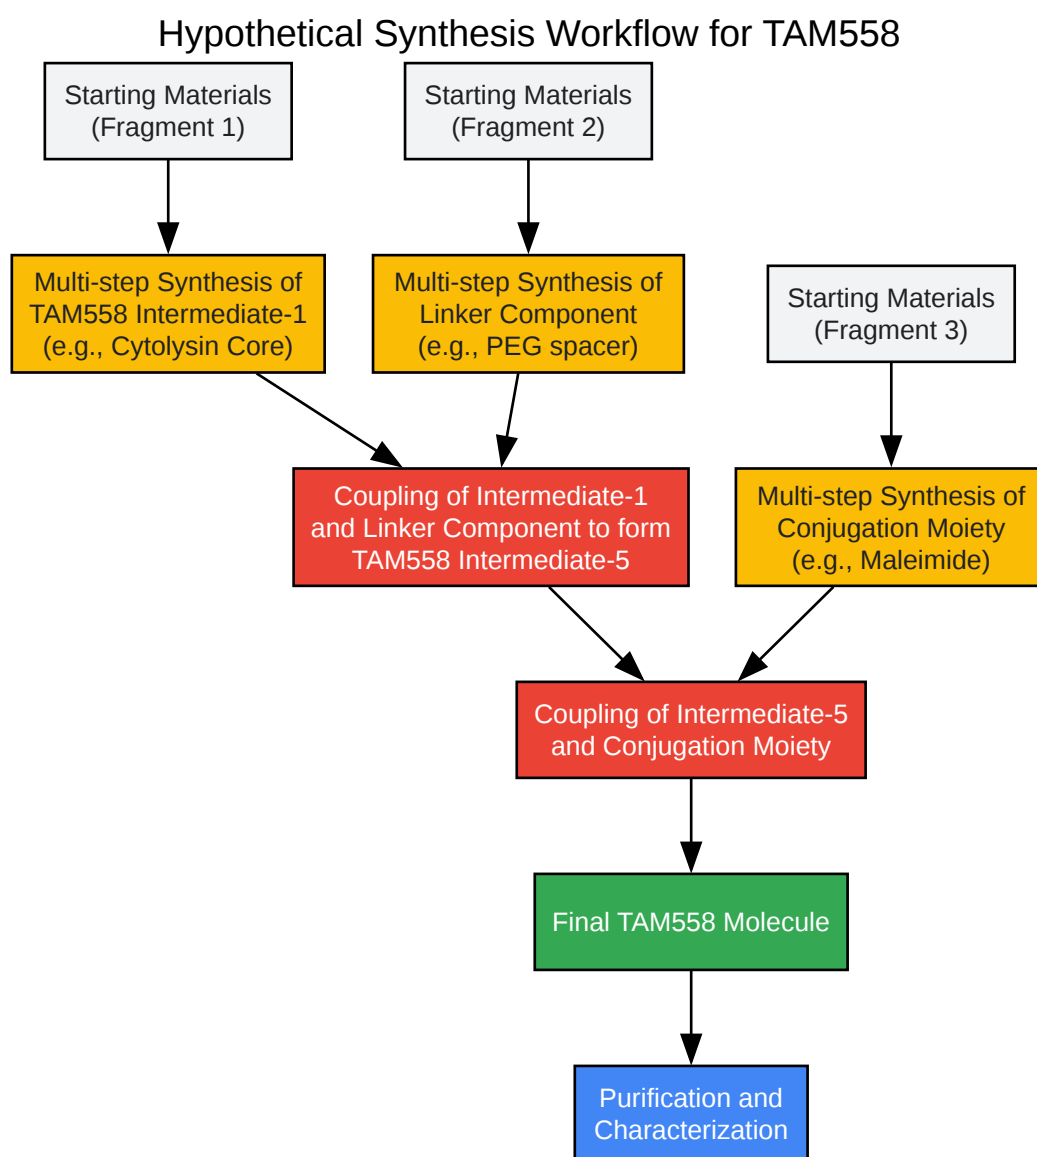 Hypothetical Synthesis Workflow for TAM558
Starting Materials
(Fragment 1)
Starting Materials
(Fragment 2)
Multi-step Synthesis of
TAM558 Intermediate-1
(e.g., Cytolysin Core)
Multi-step Synthesis of
Linker Component
(e.g., PEG spacer)
Starting Materials
(Fragment 3)
Coupling of Intermediate-1
and Linker Component to form
TAM558 Intermediate-5
Multi-step Synthesis of
Conjugation Moiety
(e.g., Maleimide)
Coupling of Intermediate-5
and Conjugation Moiety
Final TAM558 Molecule
Purification and
Characterization